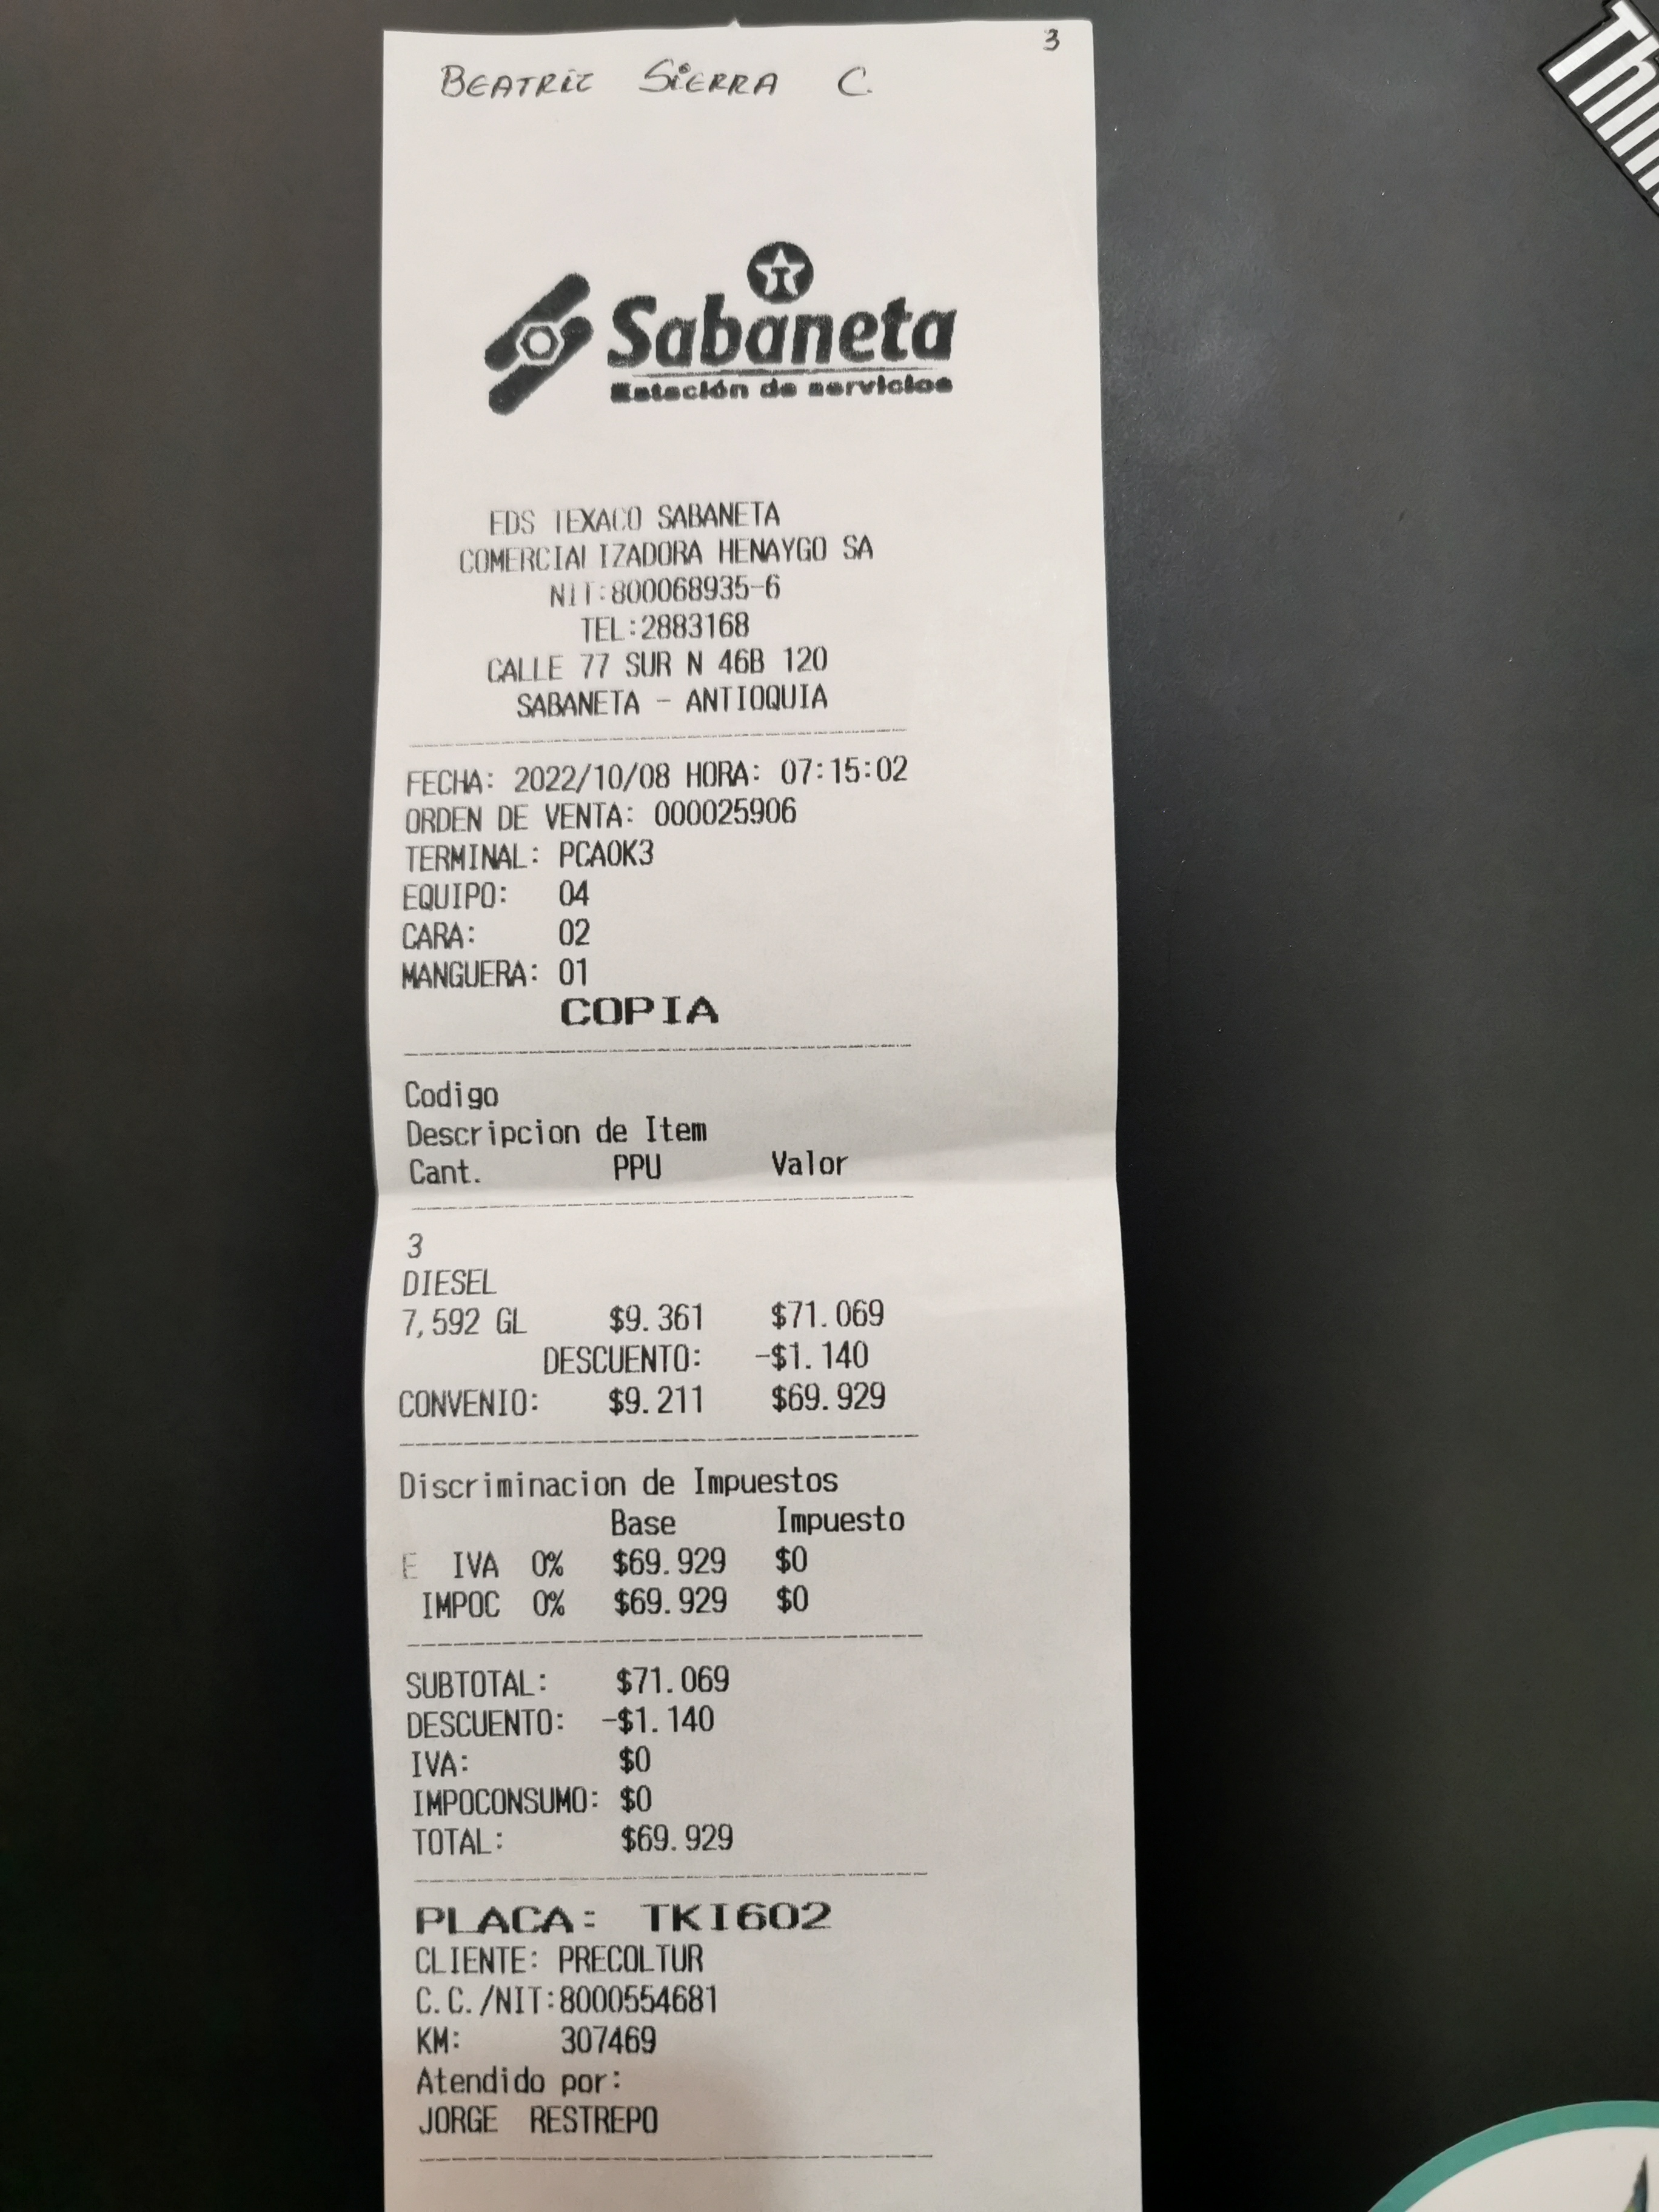 3
BEATRIZ SIERRA C.
Sabaneta
Estación de servicios
EDS TEXACO SABANETA
COMERCIALIZADORA HENAYGO SA
NIT:800068935-6
TEL:2883168
CALLE 77 SUR N 46B 120
SABANETA - ANTIOQUIA
FECHA: 2022/10/08 HORA: 07:15:02
ORDEN DE VENTA: 000025906
TERMINAL: PCAOK3
EQUIPO: 04
CARA: 02
MANGUERA: 01
COPIA
Codigo
Descripcion de Item
Cant. PPU Valor
3
DIESEL
7,592 GL $9.361 $71.069
DESCUENTO: -$1.140
CONVENIO: $9.211 $69.929
Discriminacion de Impuestos
Base Impuesto
E IVA 0% $69.929 $0
IMPOC 0% $69.929 $0
SUBTOTAL: $71.069
DESCUENTO: -$1.140
IVA: $0
IMPOCONSUMO: $0
TOTAL: $69.929
PLACA: TKI602
CLIENTE: PRECOLTUR
C.C./NIT:8000554681
KM: 307469
Atendido por:
JORGE RESTREPO